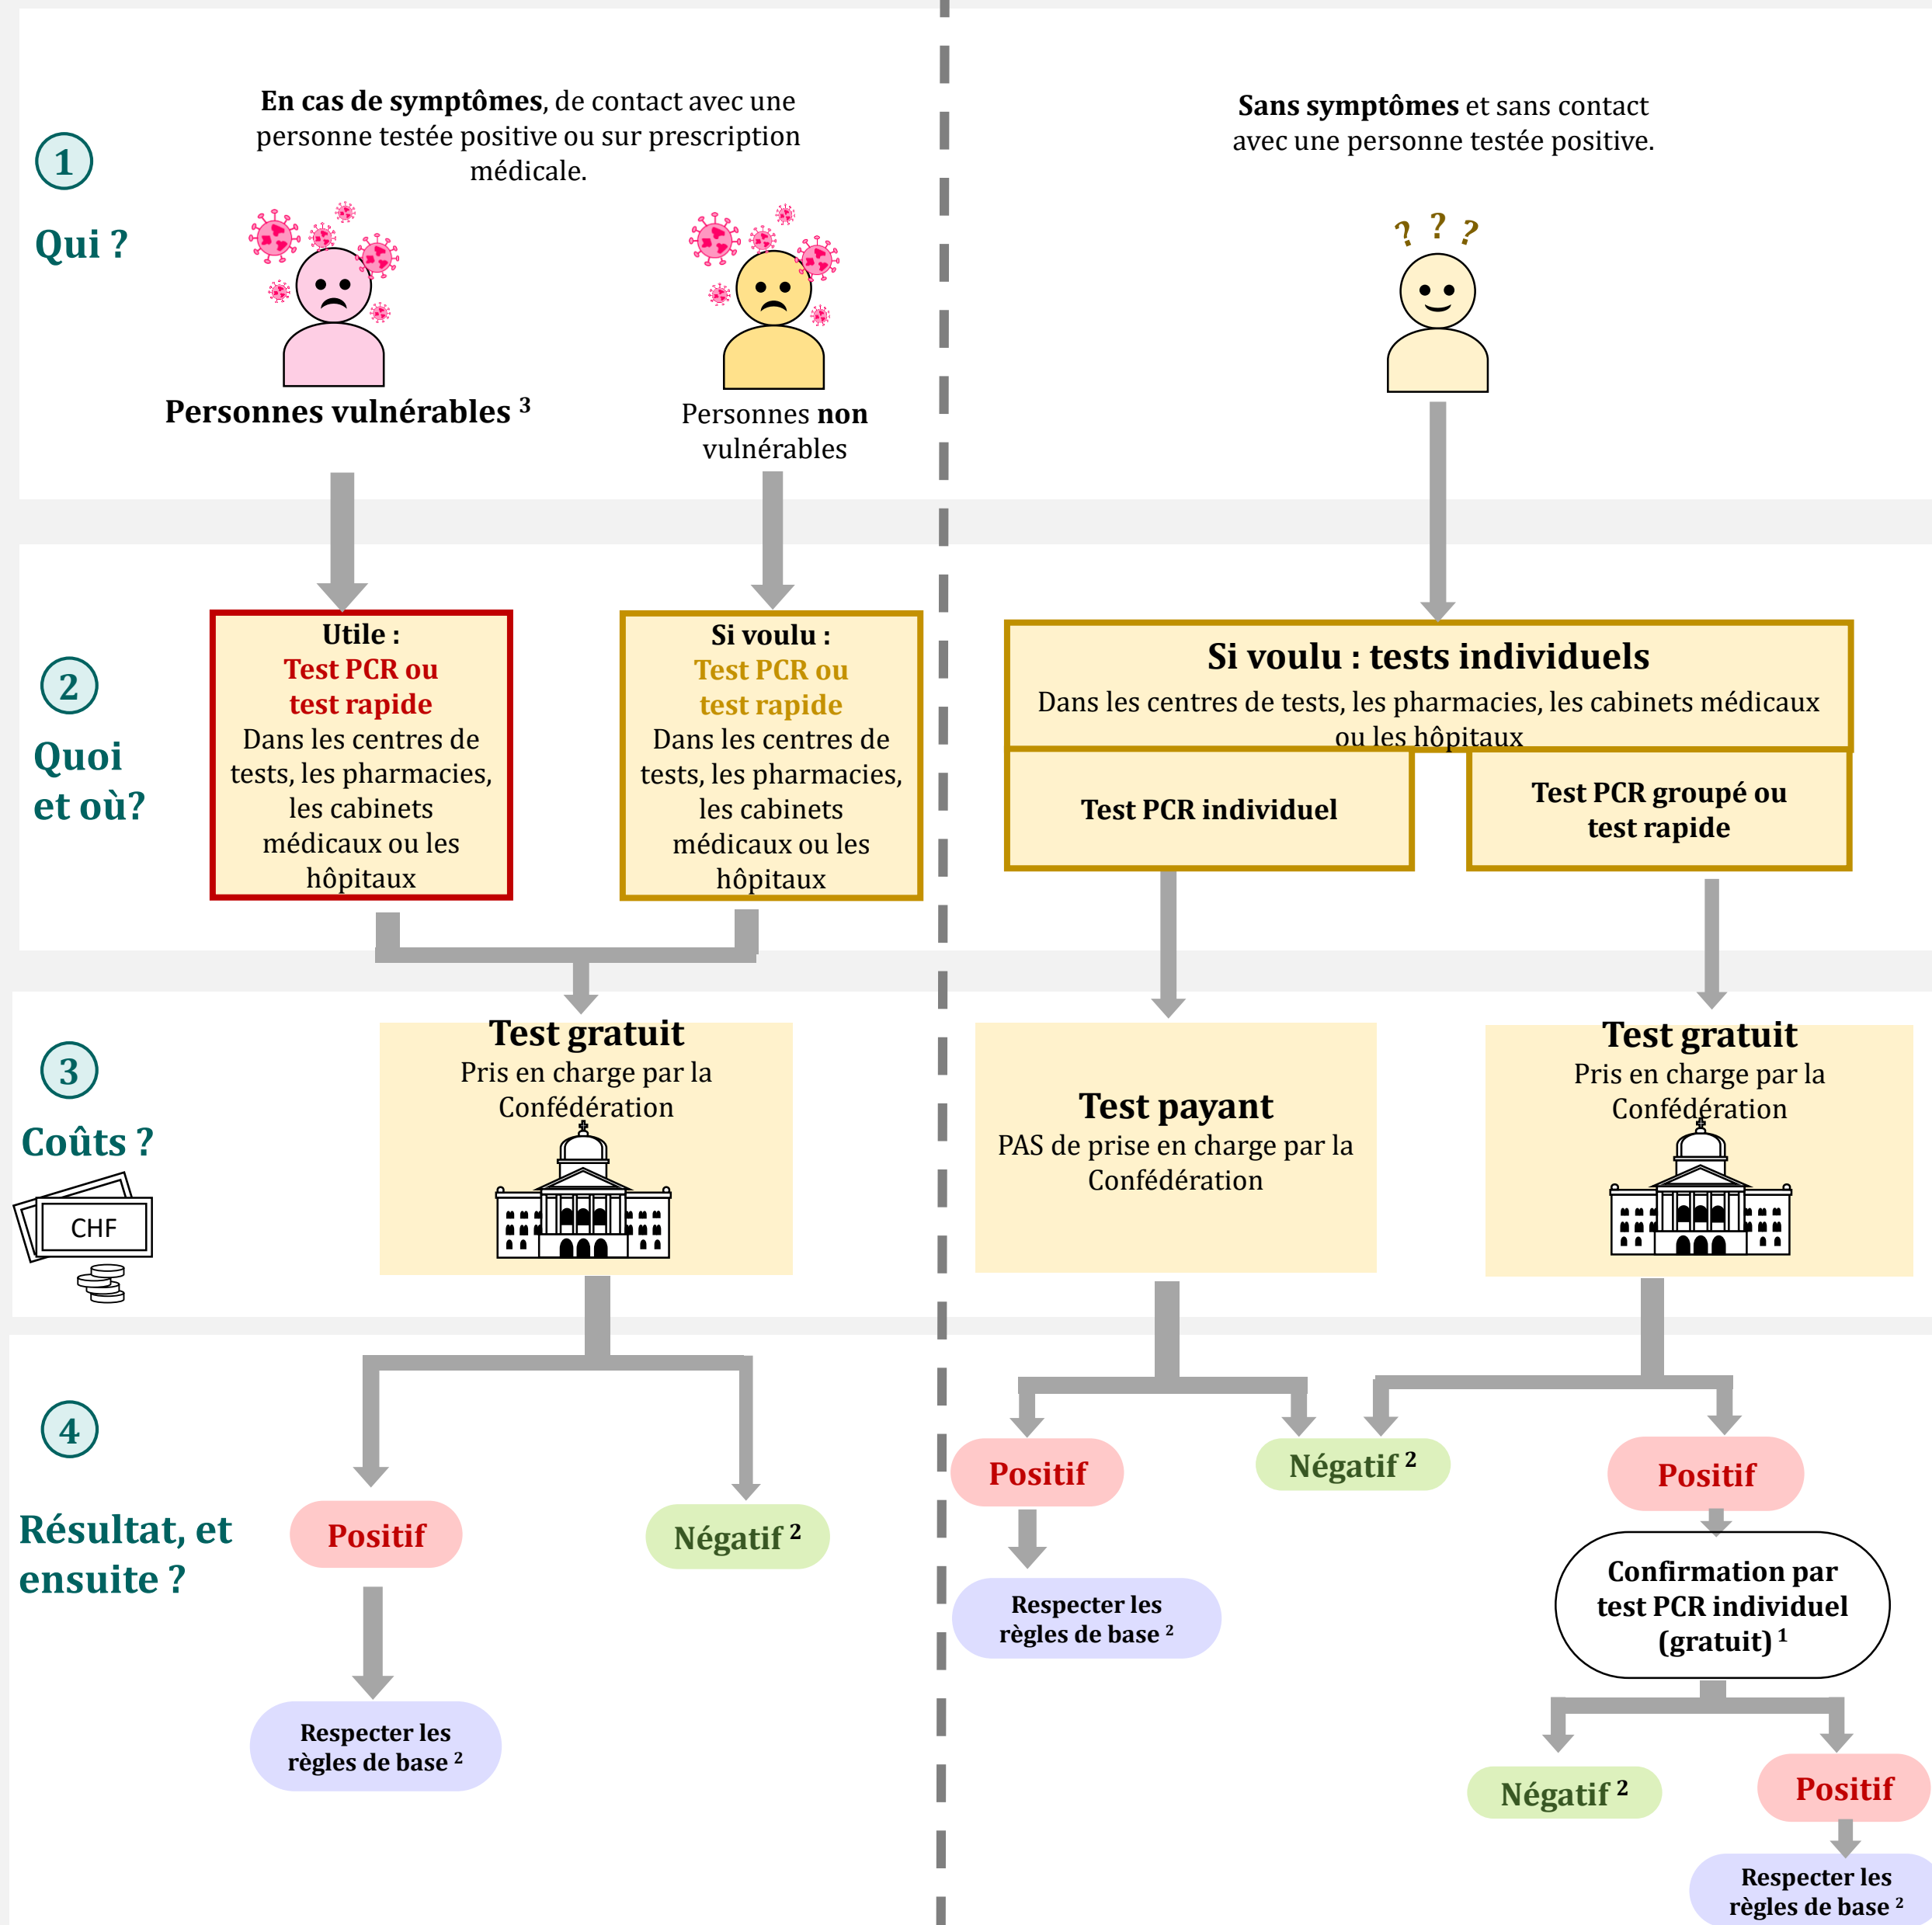 1
Qui ?
En cas de symptômes, de contact avec une
personne testée positive ou sur prescription
médicale.
Personnes vulnérables ³
Personnes non
vulnérables
Sans symptômes et sans contact
avec une personne testée positive.
? ? ?
2
Quoi
et où?
Utile :
Test PCR ou
test rapide
Dans les centres de
tests, les pharmacies,
les cabinets
médicaux ou les
hôpitaux
Si voulu :
Test PCR ou
test rapide
Dans les centres de
tests, les pharmacies,
les cabinets
médicaux ou les
hôpitaux
Si voulu : tests individuels
Dans les centres de tests, les pharmacies, les cabinets médicaux
ou les hôpitaux
Test PCR individuel
Test PCR groupé ou
test rapide
3
Coûts ?
CHF
Test gratuit
Pris en charge par la
Confédération
Test payant
PAS de prise en charge par la
Confédération
Test gratuit
Pris en charge par la
Confédération
4
Résultat, et
ensuite ?
Positif
Négatif ²
Respecter les
règles de base ²
Positif
Négatif ²
Positif
Respecter les
règles de base ²
Confirmation par
test PCR individuel
(gratuit) ¹
Négatif ²
Positif
Respecter les
règles de base ²